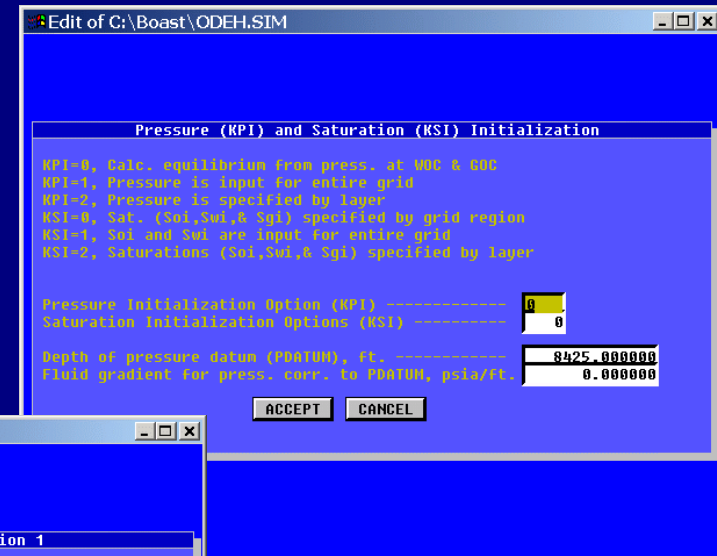 Edit of C:\Boast\ODEH.SIM
Pressure (KPI) and Saturation (KSI) Initialization
KPI=0, Calc. equilibrium from press. at WOC & GOC
KPI=1, Pressure is input for entire grid
KPI=2, Pressure is specified by layer
KSI=0, Sat. (Soi,Swi,& Sgi) specified by grid region
KSI=1, Soi and Swi are input for entire grid
KSI=2, Saturations (Soi,Swi,& Sgi) specified by layer
Pressure Initialization Option (KPI) ------------- 0
Saturation Initialization Options (KSI) ---------- 0
Depth of pressure datum (PDATUM), ft. ------------ 8425.000000
Fluid gradient for press. corr. to PDATUM, psia/ft. 0.000000
ACCEPT CANCEL
ion 1